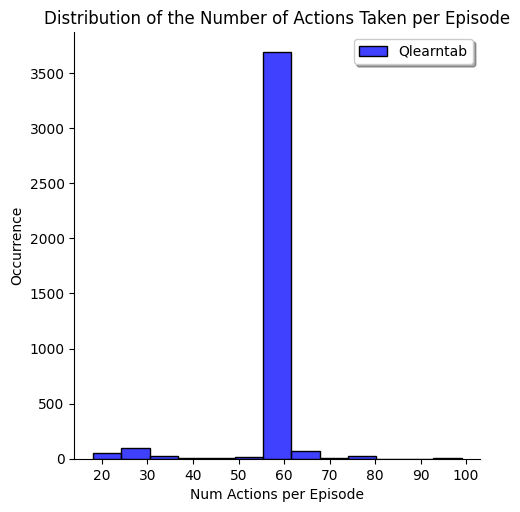 Distribution of the Number of Actions Taken per Episode
Qlearntab
3500
3000
2500
2000
1500
1000
500
0
Occurrence
20 30 40 50 60 70 80 90 100
Num Actions per Episode